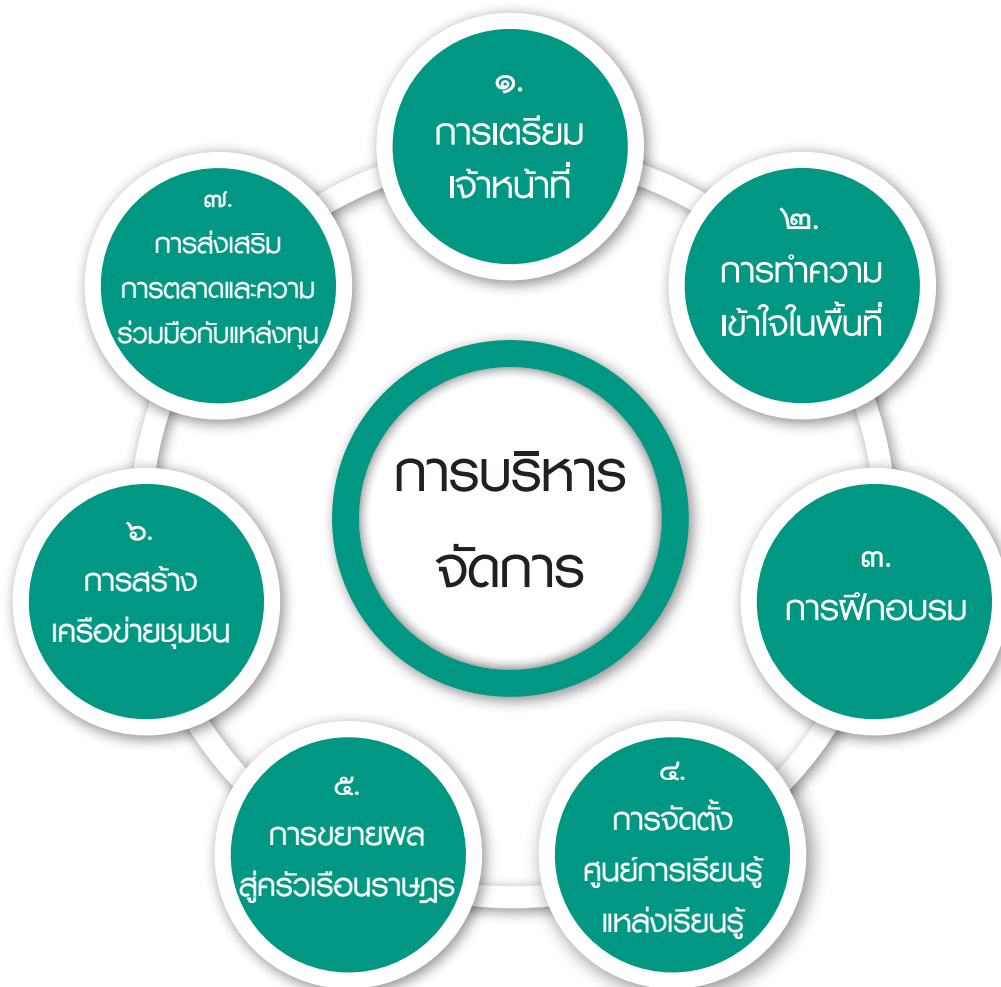 ๑.
การเตรียม
เจ้าหน้าที่
๒.
การทำความ
เข้าใจในพื้นที่
๓.
การฝึกอบรม
๔.
การจัดตั้ง
ศูนย์การเรียนรู้
แหล่งเรียนรู้
๕.
การขยายผล
สู่ครัวเรือนราษฎร
๖.
การสร้าง
เครือข่ายชุมชน
๗.
การส่งเสริม
การตลาดและความ
ร่วมมือกับแหล่งทุน
การบริหาร
จัดการ